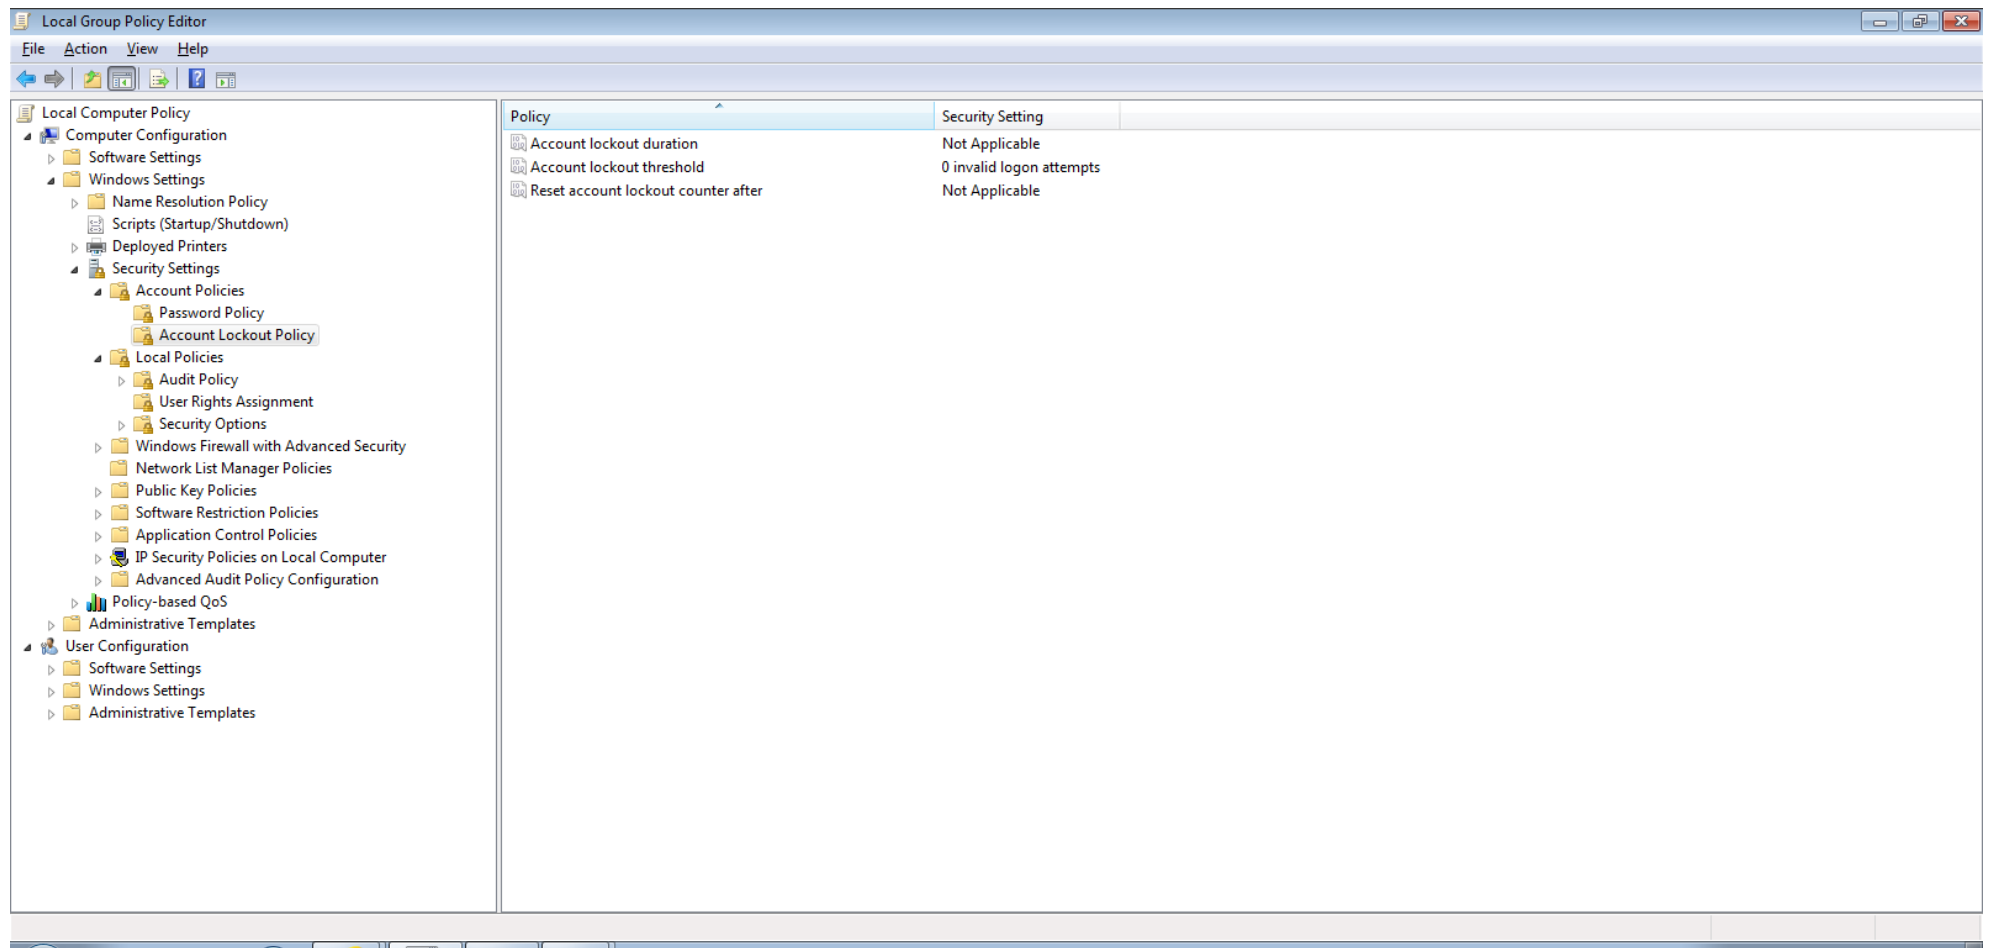 Local Group Policy Editor
File Action View Help
Local Computer Policy
Computer Configuration
Software Settings
Windows Settings
Name Resolution Policy
Scripts (Startup/Shutdown)
Deployed Printers
Security Settings
Account Policies
Password Policy
Account Lockout Policy
Local Policies
Audit Policy
User Rights Assignment
Security Options
Windows Firewall with Advanced Security
Network List Manager Policies
Public Key Policies
Software Restriction Policies
Application Control Policies
IP Security Policies on Local Computer
Advanced Audit Policy Configuration
Policy-based QoS
Administrative Templates
User Configuration
Software Settings
Windows Settings
Administrative Templates
Policy Security Setting
Account lockout duration Not Applicable
Account lockout threshold 0 invalid logon attempts
Reset account lockout counter after Not Applicable